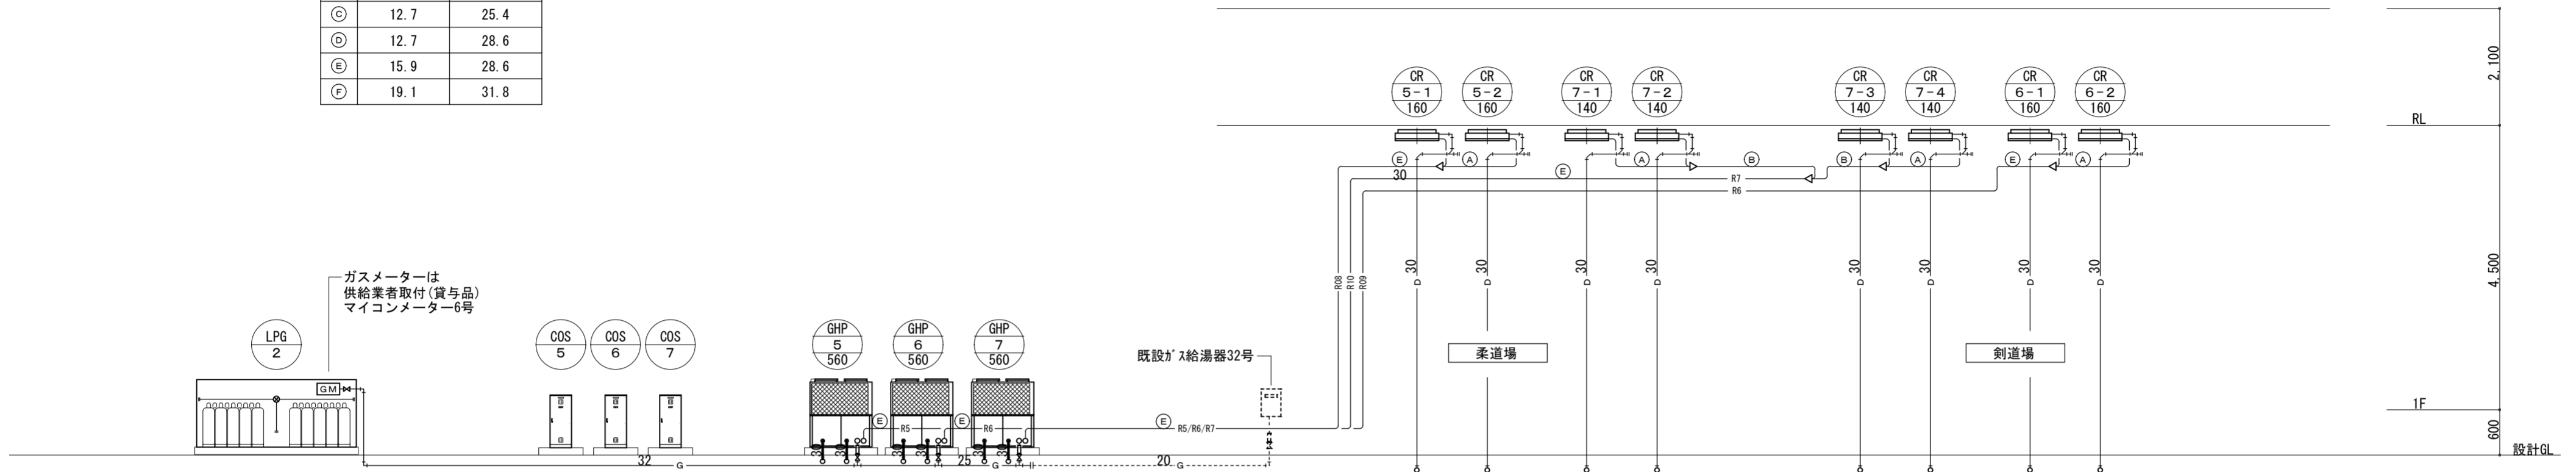 Ⓒ 12.7 25.4
Ⓓ 12.7 28.6
Ⓔ 15.9 28.6
Ⓕ 19.1 31.8
2,100
CR 5-1 160
CR 5-2 160
CR 7-1 140
CR 7-2 140
CR 7-3 140
CR 7-4 140
CR 6-1 160
CR 6-2 160
RL
Ⓔ Ⓐ Ⓐ Ⓑ Ⓑ Ⓐ Ⓔ Ⓐ
30 Ⓔ R7
R6
R08 R10 R09
30 30 30 30 30 30 30 30
D D D D D D D D
4,500
ガスメーターは
供給業者取付(貸与品)
マイコンメーター6号
LPG 2
COS 5
COS 6
COS 7
GHP 5 560
GHP 6 560
GHP 7 560
既設ガス給湯器32号
柔道場
剣道場
GM
1F
Ⓔ R5 Ⓔ R6 Ⓔ R5/R6/R7
600
30 30 30 30 30 30
設計GL
32 G 25 G 20 G